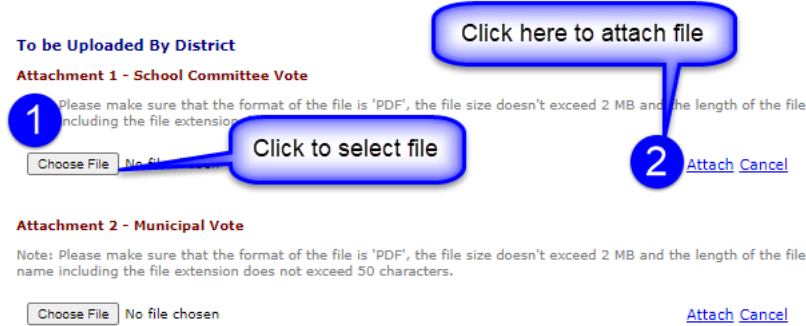 Click here to attach file
To be Uploaded By District
Attachment 1 - School Committee Vote
Please make sure that the format of the file is 'PDF', the file size doesn't exceed 2 MB and the length of the file
1
including the file extension
Click to select file
Choose File No file chosen
2
Attach Cancel
Attachment 2 - Municipal Vote
Note: Please make sure that the format of the file is 'PDF', the file size doesn't exceed 2 MB and the length of the file
name including the file extension does not exceed 50 characters.
Choose File No file chosen
Attach Cancel